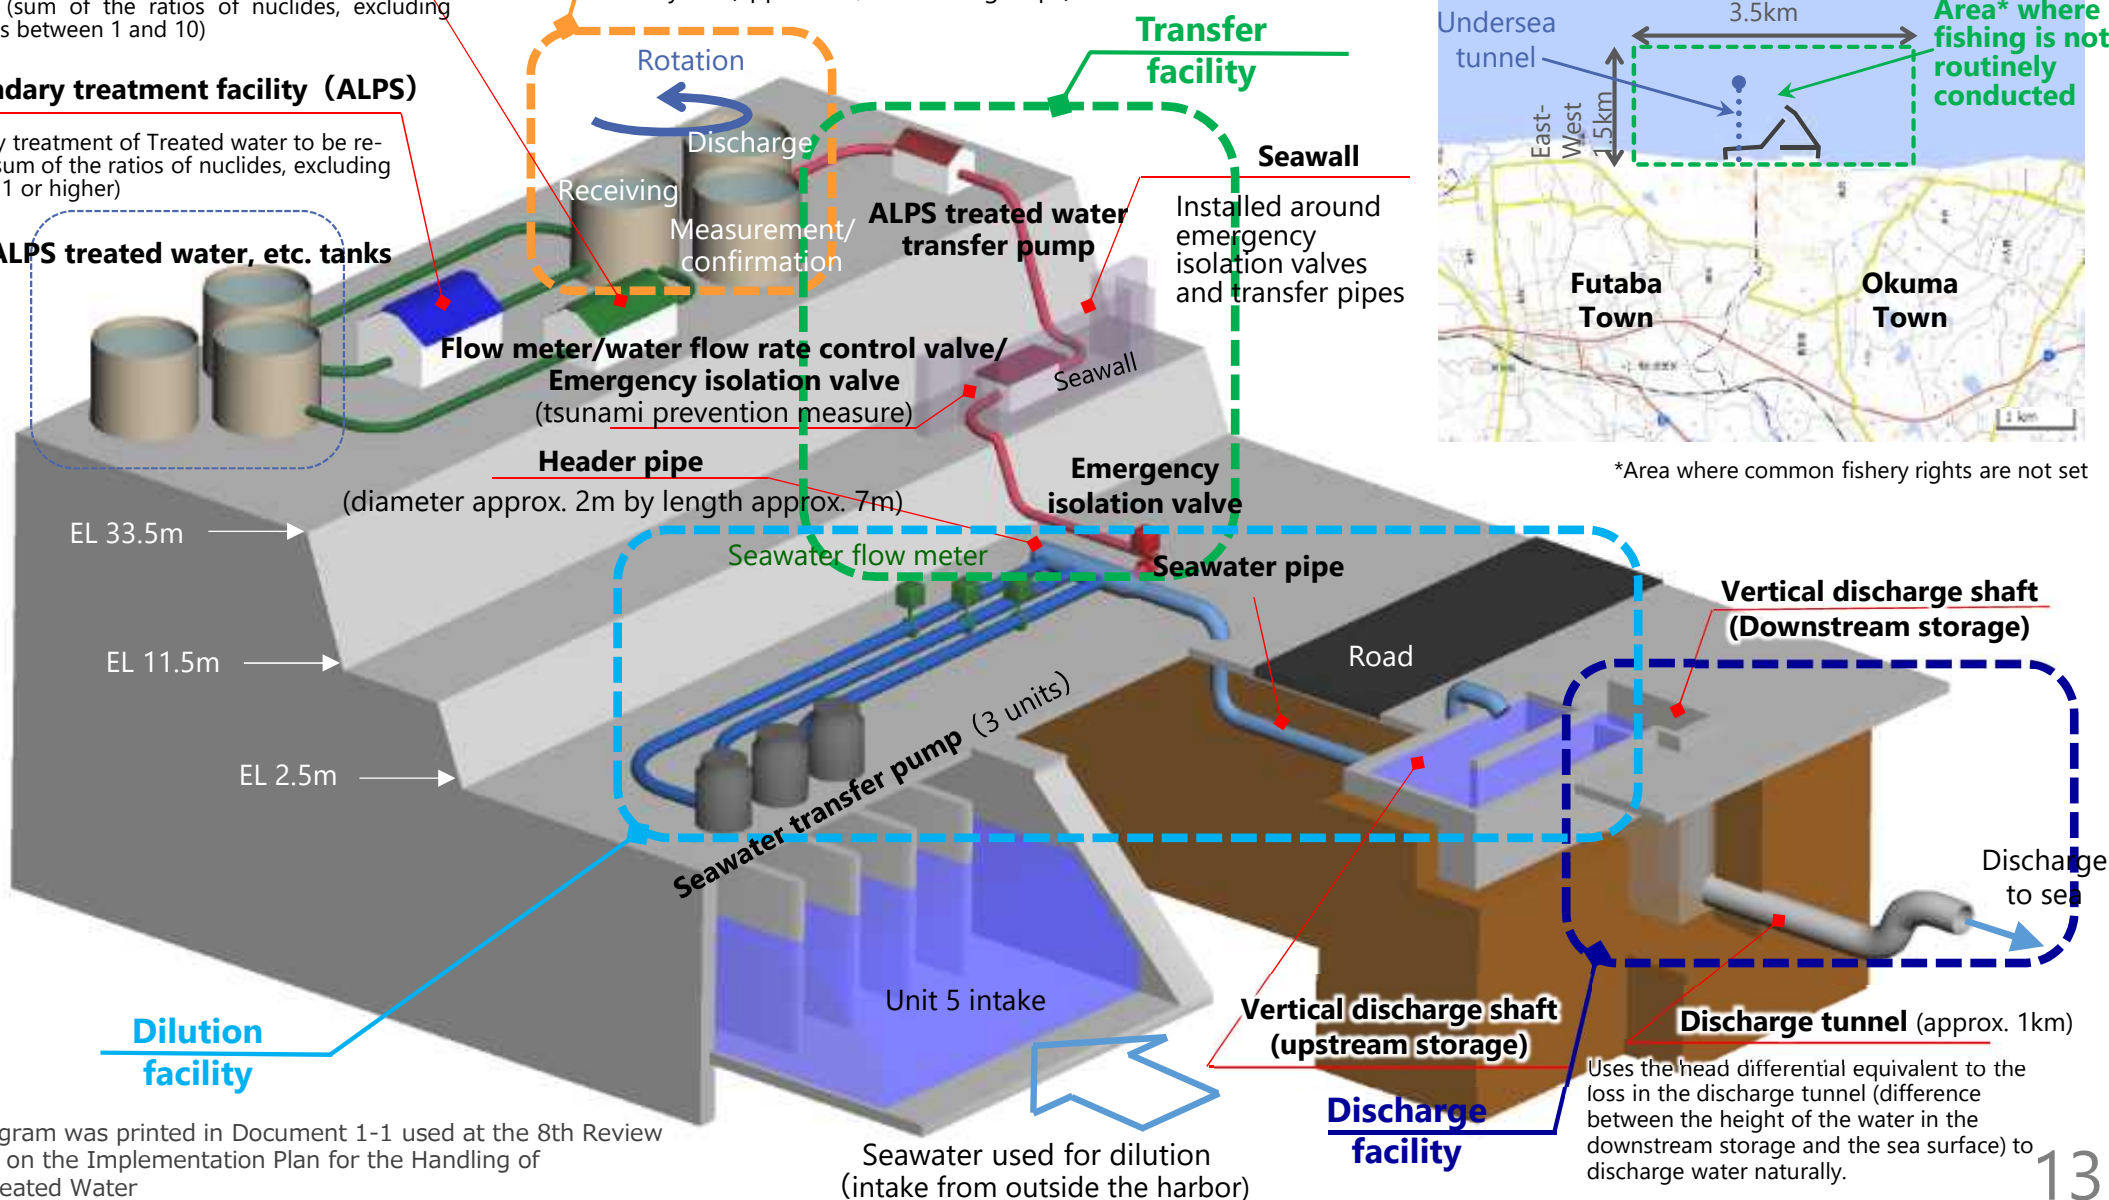 (sum of the ratios of nuclides, excluding
s between 1 and 10)
ndary treatment facility（ALPS）
y treatment of Treated water to be re-
sum of the ratios of nuclides, excluding
1 or higher)
ALPS treated water, etc. tanks
Rotation
Discharge
Receiving
Measurement/
confirmation
Transfer
facility
ALPS treated water
transfer pump
Seawall
Installed around
emergency
isolation valves
and transfer pipes
Seawall
Flow meter/water flow rate control valve/
Emergency isolation valve
(tsunami prevention measure)
Header pipe
(diameter approx. 2m by length approx. 7m)
Emergency
isolation valve
Seawater flow meter
Seawater pipe
EL 33.5m
EL 11.5m
EL 2.5m
Undersea
tunnel
3.5km
East-
West
1.5km
Area* where
fishing is not
routinely
conducted
Futaba
Town
Okuma
Town
1 km
*Area where common fishery rights are not set
Road
Vertical discharge shaft
(Downstream storage)
Seawater transfer pump (3 units)
Unit 5 intake
Discharge
to sea
Dilution
facility
Vertical discharge shaft
(upstream storage)
Discharge tunnel (approx. 1km)
Uses the head differential equivalent to the
loss in the discharge tunnel (difference
between the height of the water in the
downstream storage and the sea surface) to
discharge water naturally.
Discharge
facility
Seawater used for dilution
(intake from outside the harbor)
gram was printed in Document 1-1 used at the 8th Review
on the Implementation Plan for the Handling of
eated Water
13